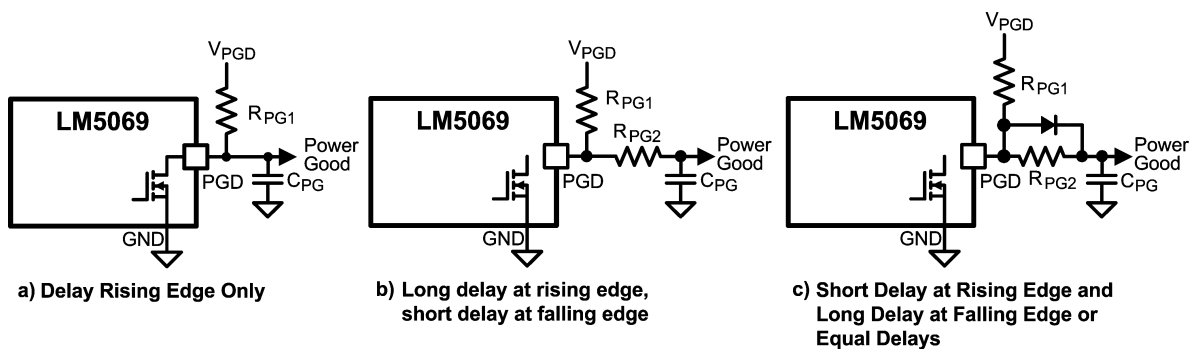 VPGD
RPG1
LM5069
Power
Good
PGD
CPG
GND
a) Delay Rising Edge Only
VPGD
RPG1
LM5069
RPG2
Power
Good
PGD
CPG
GND
b) Long delay at rising edge,
short delay at falling edge
VPGD
RPG1
LM5069
Power
Good
PGD
RPG2
CPG
GND
c) Short Delay at Rising Edge and
Long Delay at Falling Edge or
Equal Delays